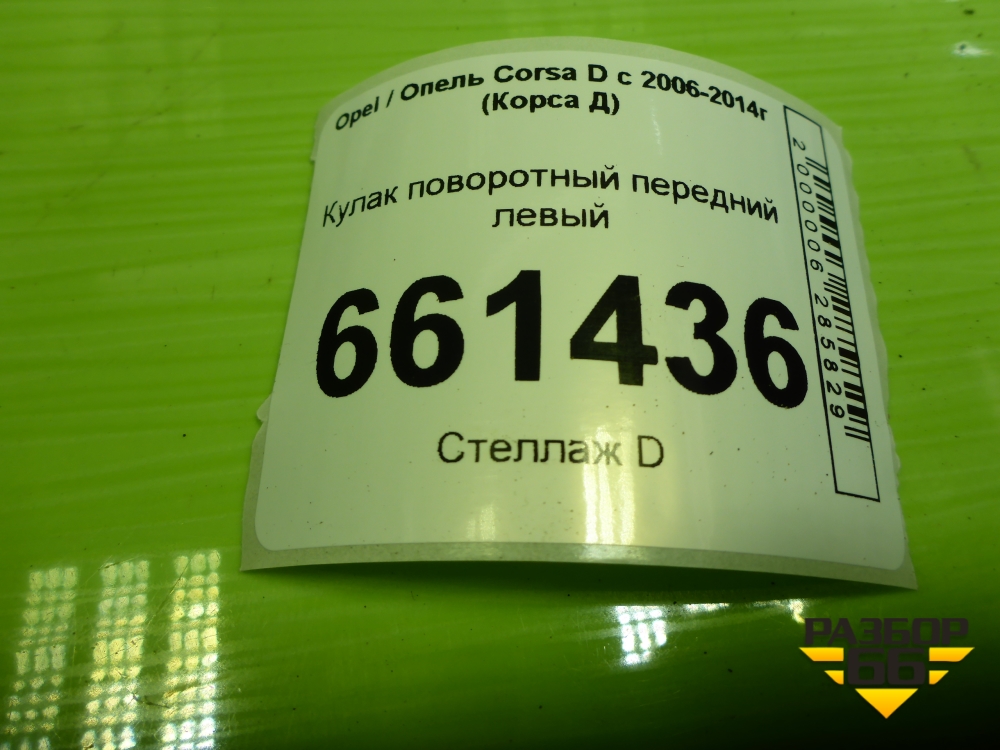 Opel / Опель Corsa D с 2006-2014г
(Корса Д)
Кулак поворотный передний
левый
661436
Стеллаж D
2000006285829
РАЗБОР
66